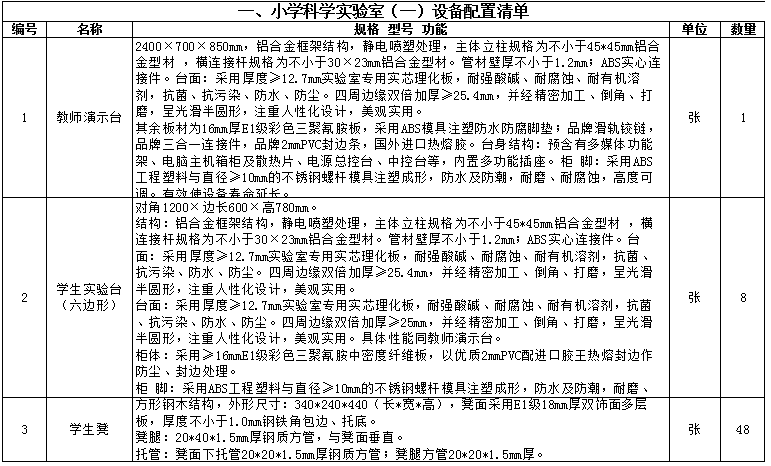 一、小学科学实验室（一）设备配置清单
编号 名称 规格 型号 功能 单位 数量
1 教师演示台 张 1
2400×700×850mm，铝合金框架结构，静电喷塑处理，主体立柱规格为不小于45*45mm铝合
金型材 ，横连接杆规格为不小于30×23mm铝合金型材。管材壁厚不小于1.2mm；ABS实心连
接件。台面：采用厚度≥12.7mm实验室专用实芯理化板，耐强酸碱、耐腐蚀、耐有机溶
剂，抗菌、抗污染、防水、防尘。四周边缘双倍加厚≥25.4mm，并经精密加工、倒角、打
磨，呈光滑半圆形，注重人性化设计，美观实用。
其余板材为16mm厚E1级彩色三聚氰胺板，采用ABS模具注塑防水防腐脚垫；品牌滑轨铰链，
品牌三合一连接件，品牌2mmPVC封边条，国外进口热熔胶。台身结构：预含有多媒体功能
架、电脑主机箱柜及散热片、电源总控台、中控台等，内置多功能插座。柜 脚：采用ABS
工程塑料与直径≥10mm的不锈钢螺杆模具注塑成形，防水及防潮，耐磨、耐腐蚀，高度可
调。有效使设备寿命延长。
2 学生实验台（六边形） 张 8
对角1200×边长600×高780mm。
结构：铝合金框架结构，静电喷塑处理，主体立柱规格为不小于45*45mm铝合金型材 ，横
连接杆规格为不小于30×23mm铝合金型材。管材壁厚不小于1.2mm；ABS实心连接件。台
面：采用厚度≥12.7mm实验室专用实芯理化板，耐强酸碱、耐腐蚀、耐有机溶剂，抗菌、
抗污染、防水、防尘。四周边缘双倍加厚≥25.4mm，并经精密加工、倒角、打磨，呈光滑
半圆形，注重人性化设计，美观实用。
台面：采用厚度≥12.7mm实验室专用实芯理化板，耐强酸碱、耐腐蚀、耐有机溶剂，抗菌
、抗污染、防水、防尘。四周边缘双倍加厚≥25mm，并经精密加工、倒角、打磨，呈光滑
半圆形，注重人性化设计，美观实用。具体性能同教师演示台。
柜体：采用≥16mmE1级彩色三聚氰胺中密度纤维板，以优质2mmPVC配进口胶王热熔封边作
防尘、封边处理。
柜 脚：采用ABS工程塑料与直径≥10mm的不锈钢螺杆模具注塑成形，防水及防潮，耐磨、
3 学生凳 张 48
方形钢木结构，外形尺寸：340*240*440（长*宽*高），凳面采用E1级18mm厚双饰面多层
板，厚度不小于1.0mm钢铁角包边、托底。
凳腿：20*40*1.5mm厚钢质方管，与凳面垂直。
托管：凳面下托管20*20*1.5mm厚钢质方管；凳腿方管20*20*1.5mm厚。